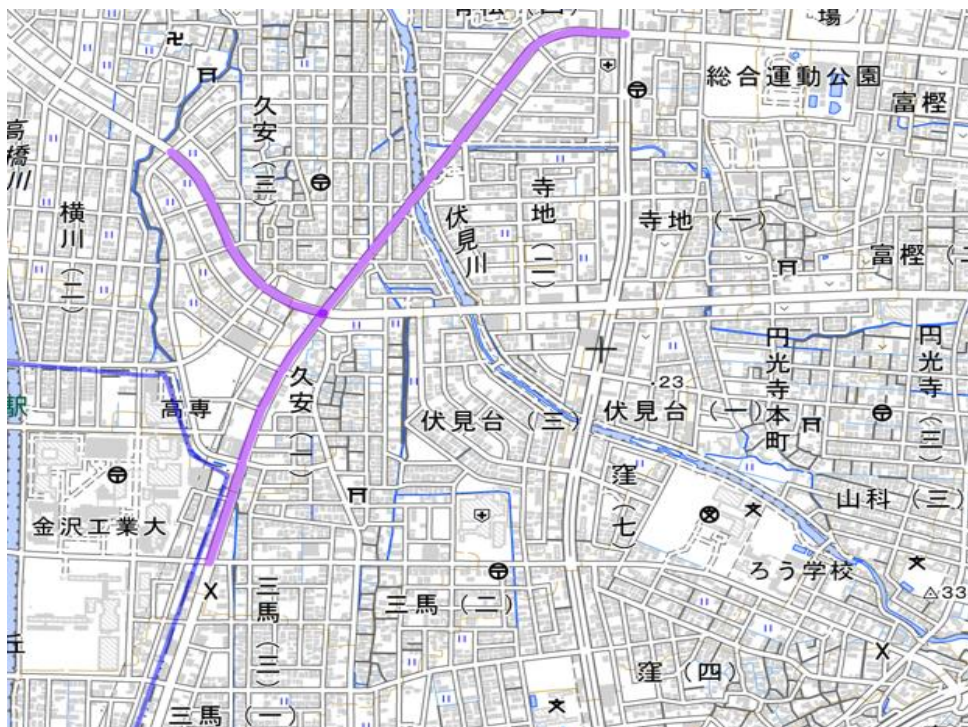 場
総合運動公園
富樫
久安(三)
高橋川
横川(二)
伏見川
寺地(二)
寺地(一)
円光寺本町
円光寺(三)
久安(一)
高専
駅
伏見台(三)
伏見台(一)
・23
窪(七)
山科(三)
金沢工業大
ろう学校
三馬(二)
三馬(三)
33
窪(四)
三馬(一)
丘